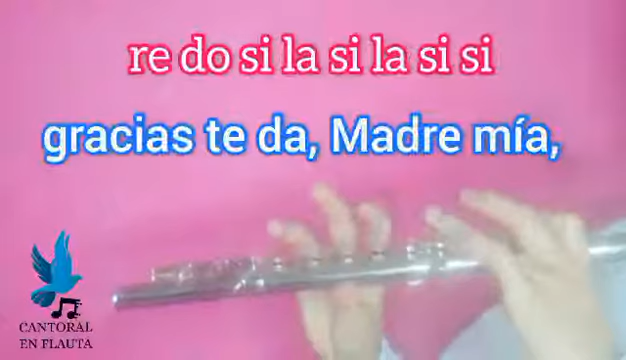 re do si la si la si si
gracias te da, Madre mía,
CANTORAL
EN FLAUTA